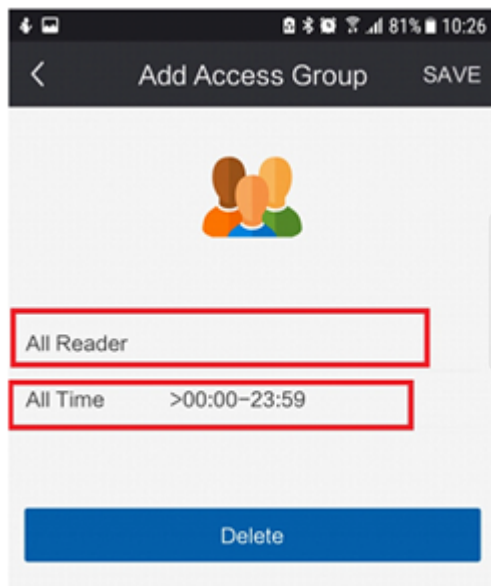 81% 10:26
Add Access Group SAVE
All Reader
All Time >00:00-23:59
Delete